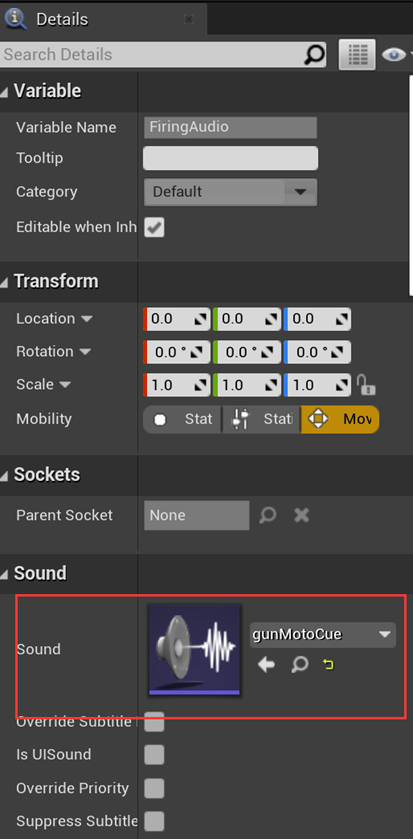 Details
Search Details
Variable
Variable Name FiringAudio
Tooltip
Category Default
Editable when Inh
Transform
Location 0.0 0.0 0.0
Rotation 0.0 ° 0.0 ° 0.0 °
Scale 1.0 1.0 1.0
Mobility Stat Stati Mov
Sockets
Parent Socket None
Sound
Sound gunMotoCue
Override Subtitle
Is UISound
Override Priority
Suppress Subtitle